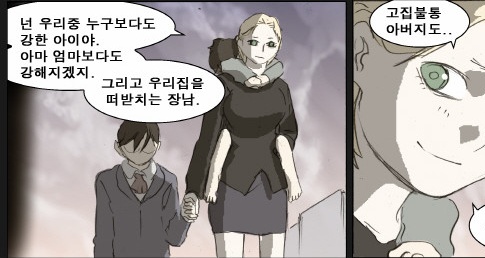 넌 우리중 누구보다도
강한 아이야.
아마 엄마보다도
강해지겠지.
그리고 우리집을
떠받치는 장남.
고집불통
아버지도..